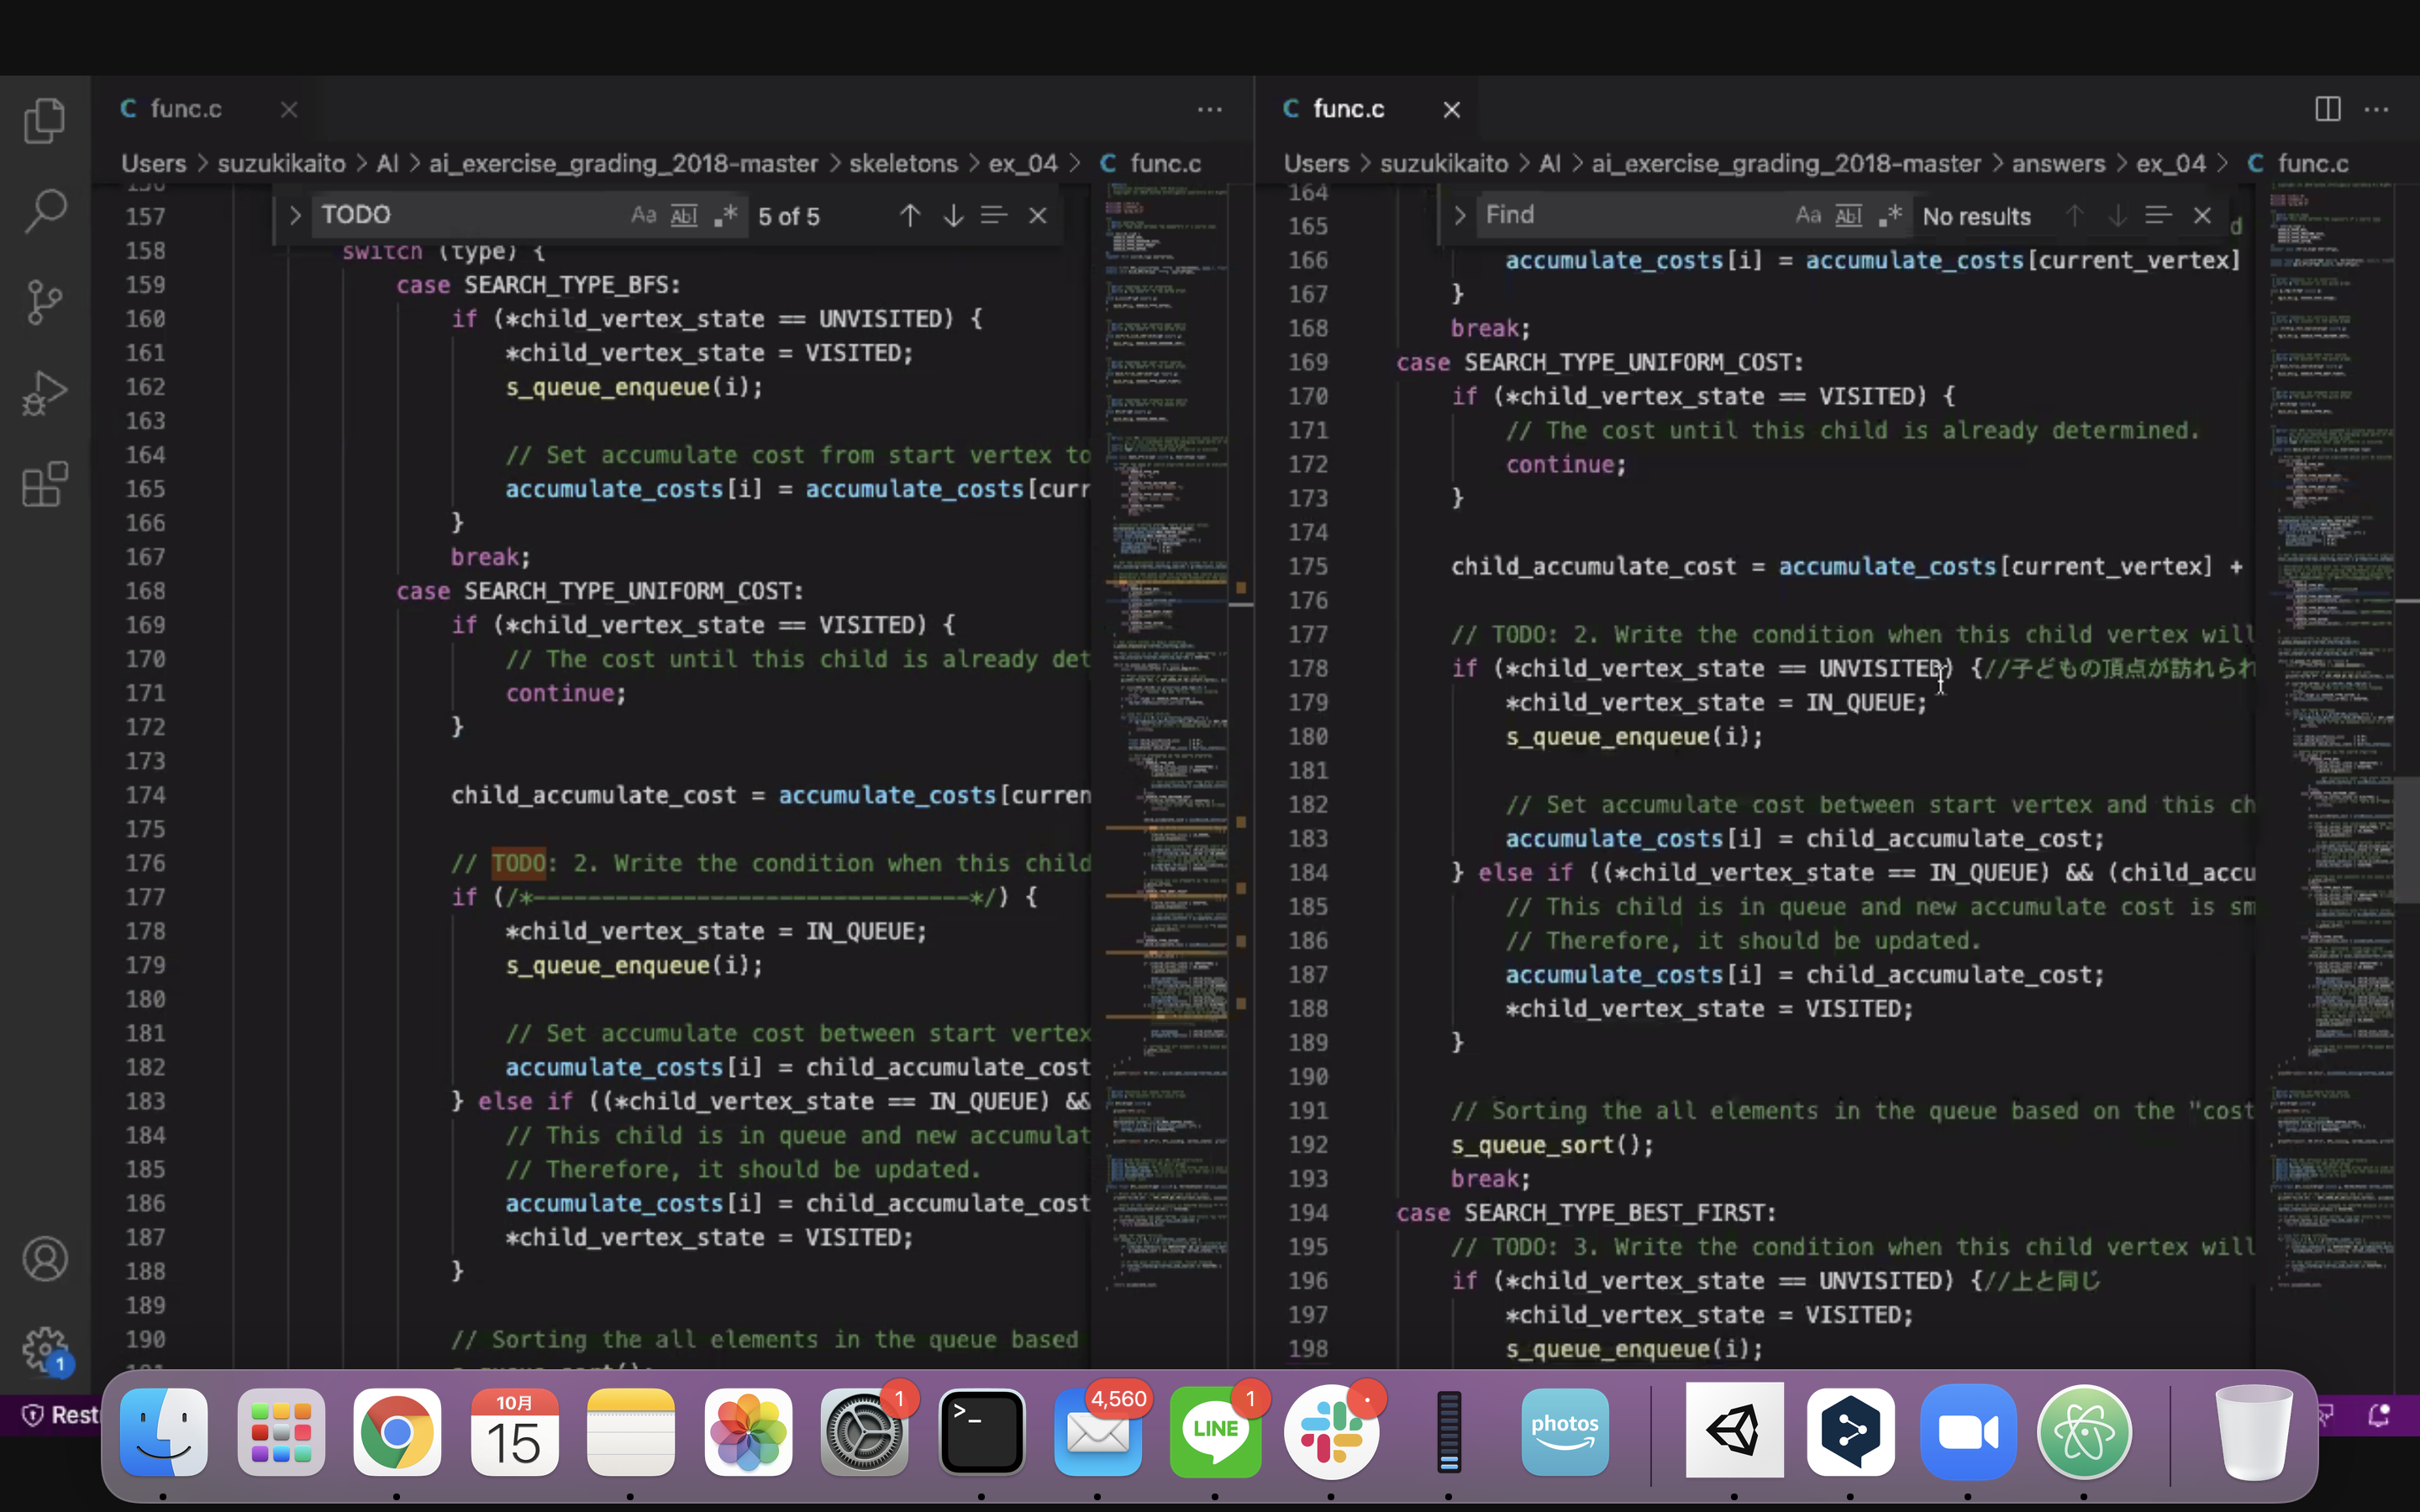 func.c
Users > suzukikaito > AI > ai_exercise_grading_2018-master > skeletons > ex_04 > C func.c
TODO
5 of 5
157
158 switch (type) {
159 case SEARCH_TYPE_BFS:
160 if (*child_vertex_state == UNVISITED) {
161 *child_vertex_state = VISITED;
162 s_queue_enqueue(i);
163
164 // Set accumulate cost from start vertex to
165 accumulate_costs[i] = accumulate_costs[curr
166 }
167 break;
168 case SEARCH_TYPE_UNIFORM_COST:
169 if (*child_vertex_state == VISITED) {
170 // The cost until this child is already det
171 continue;
172 }
173
174 child_accumulate_cost = accumulate_costs[curren
175
176 // TODO: 2. Write the condition when this child
177 if (/*————————————————————————————————*/) {
178 *child_vertex_state = IN_QUEUE;
179 s_queue_enqueue(i);
180
181 // Set accumulate cost between start vertex
182 accumulate_costs[i] = child_accumulate_cost
183 } else if ((*child_vertex_state == IN_QUEUE) &&
184 // This child is in queue and new accumulat
185 // Therefore, it should be updated.
186 accumulate_costs[i] = child_accumulate_cost
187 *child_vertex_state = VISITED;
188 }
189
190 // Sorting the all elements in the queue based
func.c
Users > suzukikaito > AI > ai_exercise_grading_2018-master > answers > ex_04 > C func.c
Find
No results
164
165
166 accumulate_costs[i] = accumulate_costs[current_vertex]
167 }
168 break;
169 case SEARCH_TYPE_UNIFORM_COST:
170 if (*child_vertex_state == VISITED) {
171 // The cost until this child is already determined.
172 continue;
173 }
174
175 child_accumulate_cost = accumulate_costs[current_vertex] +
176
177 // TODO: 2. Write the condition when this child vertex will
178 if (*child_vertex_state == UNVISITED) {//子どもの頂点が訪れられ
179 *child_vertex_state = IN_QUEUE;
180 s_queue_enqueue(i);
181
182 // Set accumulate cost between start vertex and this ch
183 accumulate_costs[i] = child_accumulate_cost;
184 } else if ((*child_vertex_state == IN_QUEUE) && (child_accu
185 // This child is in queue and new accumulate cost is sm
186 // Therefore, it should be updated.
187 accumulate_costs[i] = child_accumulate_cost;
188 *child_vertex_state = VISITED;
189 }
190
191 // Sorting the all elements in the queue based on the "cost
192 s_queue_sort();
193 break;
194 case SEARCH_TYPE_BEST_FIRST:
195 // TODO: 3. Write the condition when this child vertex will
196 if (*child_vertex_state == UNVISITED) {//上と同じ
197 *child_vertex_state = VISITED;
198 s_queue_enqueue(i);
1
Rest
10月
15
1
4,560
LINE
1
photos